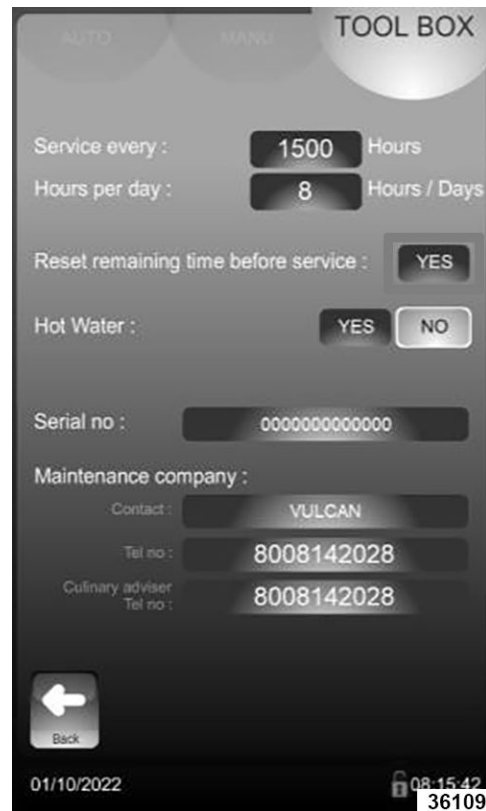 AUTO MANU TOOL BOX
Service every : 1500 Hours
Hours per day : 8 Hours / Days
Reset remaining time before service : YES
Hot Water : YES NO
Serial no : 0000000000000
Maintenance company :
Contact : VULCAN
Tel no : 8008142028
Culinary adviser
Tel no : 8008142028
Back
01/10/2022 08:15:42
36109